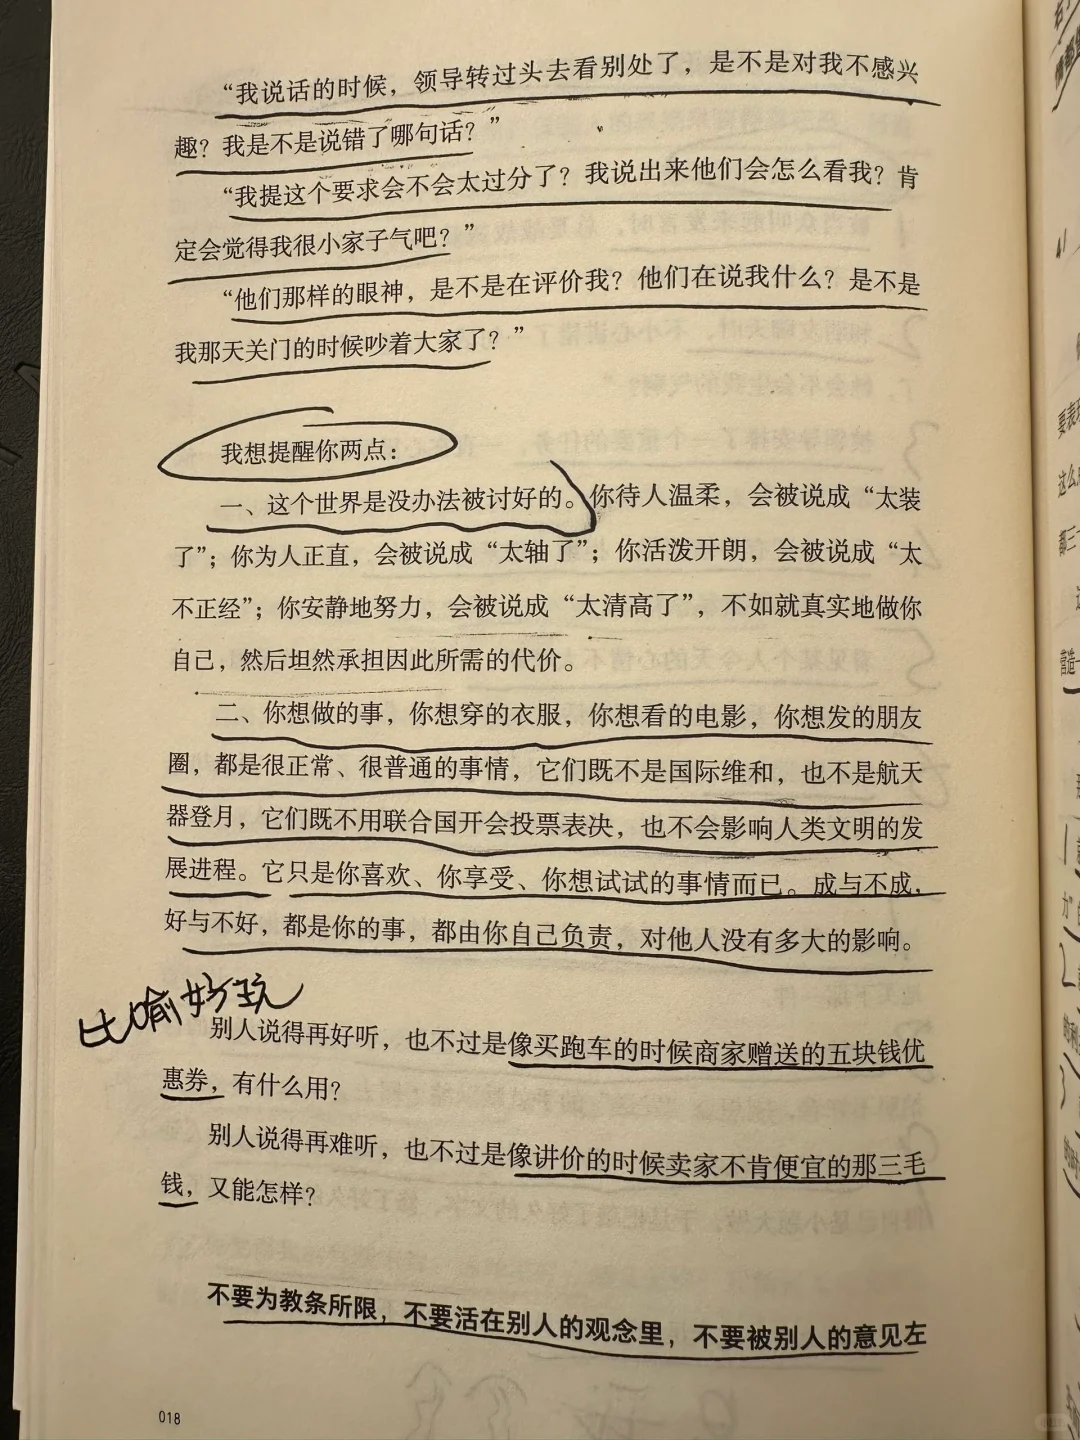 “我说话的时候，领导转过头去看别处了，是不是对我不感兴
趣？我是不是说错了哪句话？”
“我提这个要求会不会太过分了？我说出来他们会怎么看我？肯
定会觉得我很小家子气吧？”
“他们那样的眼神，是不是在评价我？他们在说我什么？是不是
我那天关门的时候吵着大家了？”
我想提醒你两点：
一、这个世界是没办法被讨好的。你待人温柔，会被说成“太装
了”；你为人正直，会被说成“太轴了”；你活泼开朗，会被说成“太
不正经”；你安静地努力，会被说成“太清高了”，不如就真实地做你
自己，然后坦然承担因此所需的代价。
二、你想做的事，你想穿的衣服，你想看的电影，你想发的朋友
圈，都是很正常、很普通的事情，它们既不是国际维和，也不是航天
器登月，它们既不用联合国开会投票表决，也不会影响人类文明的发
展进程。它只是你喜欢、你享受、你想试试的事情而已。成与不成，
好与不好，都是你的事，都由你自己负责，对他人没有多大的影响。
比喻好玩
别人说得再好听，也不过是像买跑车的时候商家赠送的五块钱优
惠券，有什么用？
别人说得再难听，也不过是像讲价的时候卖家不肯便宜的那三毛
钱，又能怎样？
不要为教条所限，不要活在别人的观念里，不要被别人的意见左
018